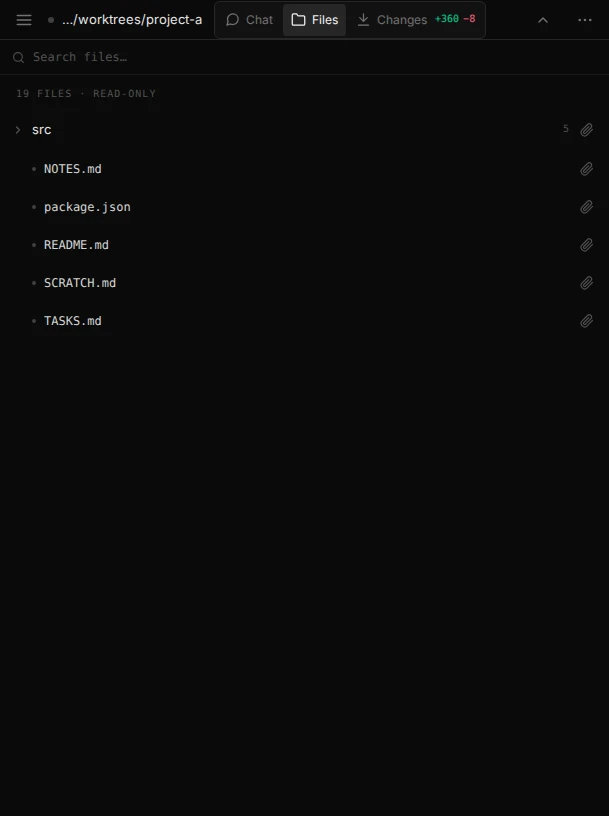 .../worktrees/project-a Chat Files Changes +360 −8
Search files…
19 FILES · READ-ONLY
src 5
NOTES.md
package.json
README.md
SCRATCH.md
TASKS.md